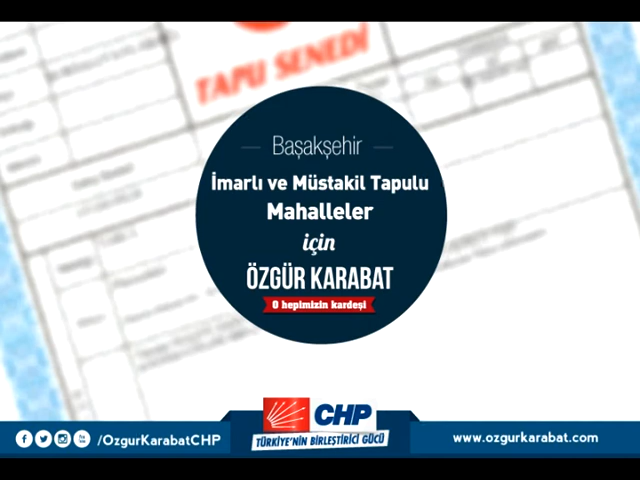 TAPU SENEDİ
Başakşehir
İmarlı ve Müstakil Tapulu
Mahalleler
için
ÖZGÜR KARABAT
O hepimizin kardeşi
CHP
TÜRKİYE'NİN BİRLEŞTİRİCİ GÜCÜ
/OzgurKarabatCHP
www.ozgurkarabat.com